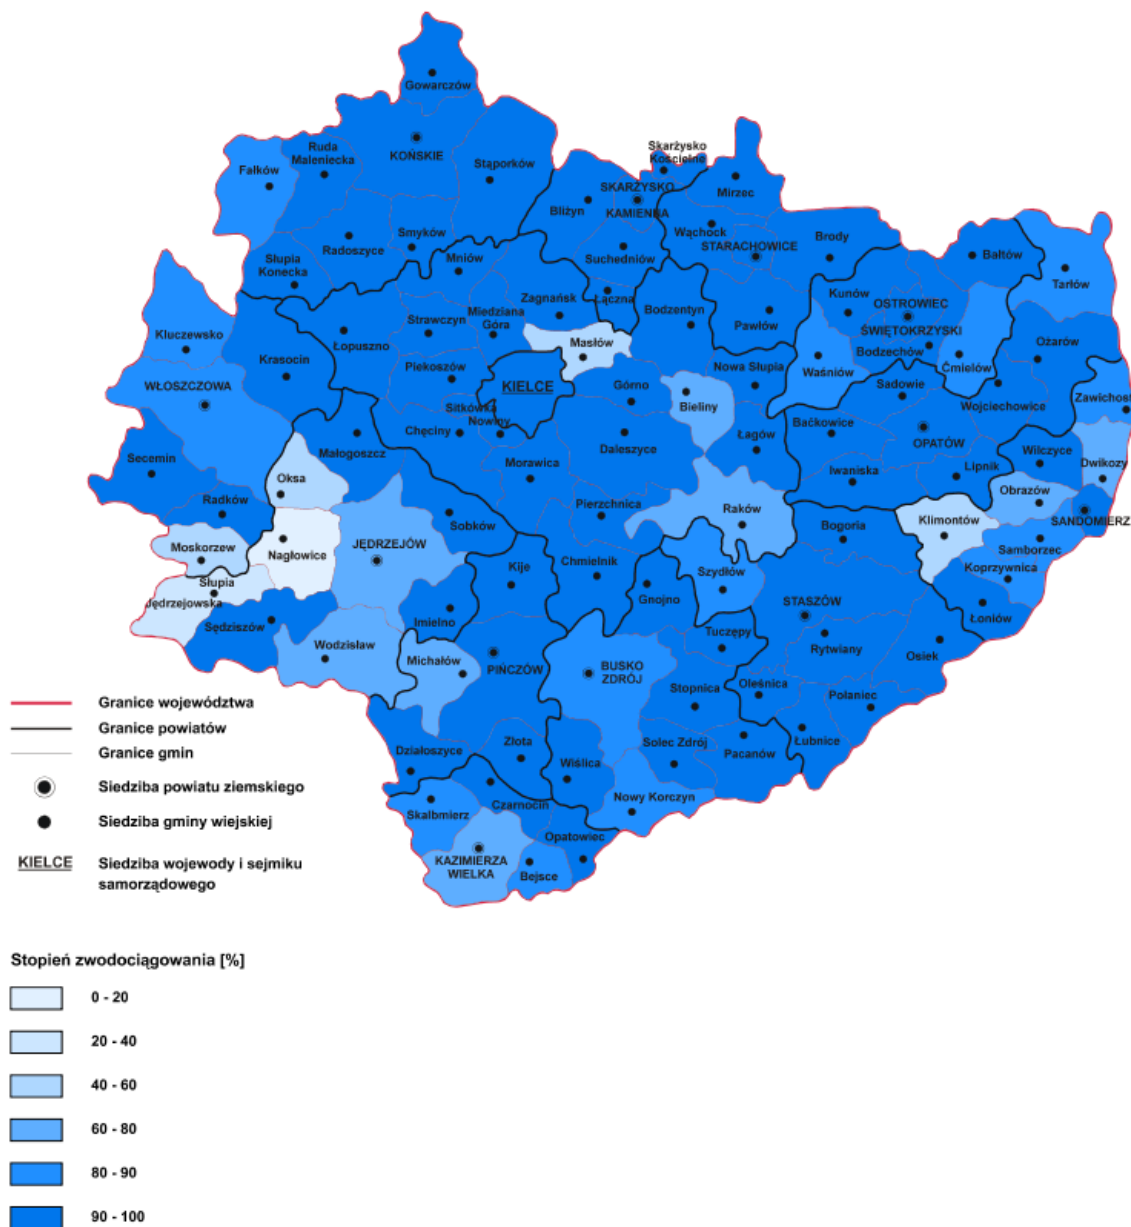 Gowarczów
KOŃSKIE
Ruda
Maleniecka
Fałków
Stąporków
Radoszyce
Smyków
Słupia
Konecka
Skarżysko
Kościelne
SKARŻYSKO
KAMIENNA
Bliżyn
Mirzec
Wąchock
STARACHOWICE
Suchedniów
Brody
Bałtów
Tarłów
Mniów
Zagnańsk
Łączna
Bodzentyn
Pawłów
Kunów
OSTROWIEC
ŚWIĘTOKRZYSKI
Bodzechów
Ćmielów
Ożarów
Waśniów
Kluczewsko
Krasocin
Łopuszno
Strawczyn
Miedziana
Góra
Masłów
Piekoszów
KIELCE
Górno
Bieliny
Nowa Słupia
Sadowie
Wojciechowice
Zawichost
WŁOSZCZOWA
Sitkówka
Nowiny
Chęciny
Daleszyce
Łagów
Baćkowice
OPATÓW
Iwaniska
Lipnik
Wilczyce
Dwikozy
Małogoszcz
Morawica
Secemin
Oksa
Radków
Obrazów
SANDOMIERZ
Pierzchnica
Raków
Bogoria
Klimontów
Samborzec
Sobków
Nagłowice
JĘDRZEJÓW
Moskorzew
Kije
Chmielnik
Gnojno
Szydłów
Koprzywnica
Słupia
Jędrzejowska
STASZÓW
Łoniów
Sędziszów
Imielno
Tuczępy
Rytwiany
Osiek
Wodzisław
Michałów
PIŃCZÓW
BUSKO
ZDRÓJ
Stopnica
Oleśnica
Połaniec
Łubnice
Działoszyce
Złota
Wiślica
Solec Zdrój
Pacanów
Skalbmierz
Czarnocin
Nowy Korczyn
Opatowiec
KAZIMIERZA
WIELKA
Bejsce
Granice województwa
Granice powiatów
Granice gmin
Siedziba powiatu ziemskiego
Siedziba gminy wiejskiej
KIELCE
Siedziba wojewody i sejmiku
samorządowego
Stopień zwodociągowania [%]
0 - 20
20 - 40
40 - 60
60 - 80
80 - 90
90 - 100